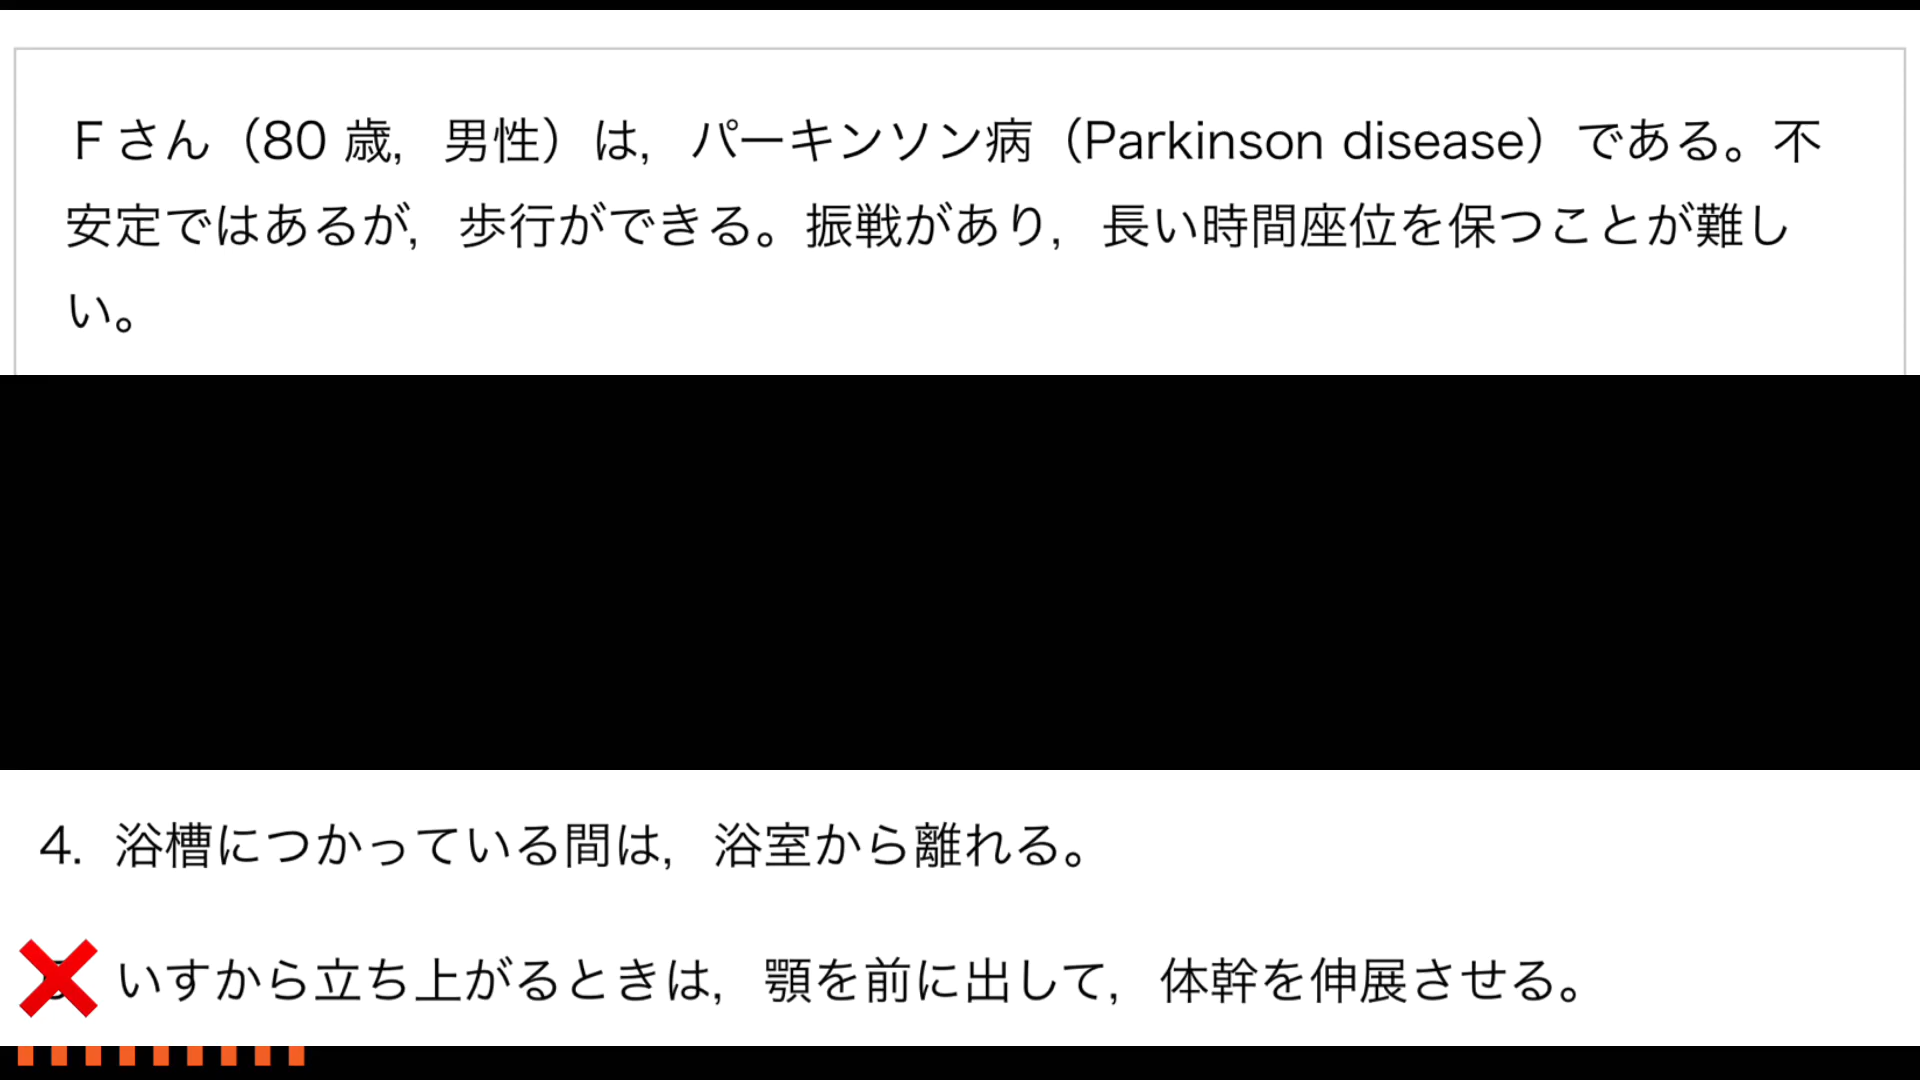 Fさん（80 歳，男性）は，パーキンソン病（Parkinson disease）である。不
安定ではあるが，歩行ができる。振戦があり，長い時間座位を保つことが難し
い。
4. 浴槽につかっている間は，浴室から離れる。
いすから立ち上がるときは，顎を前に出して，体幹を伸展させる。